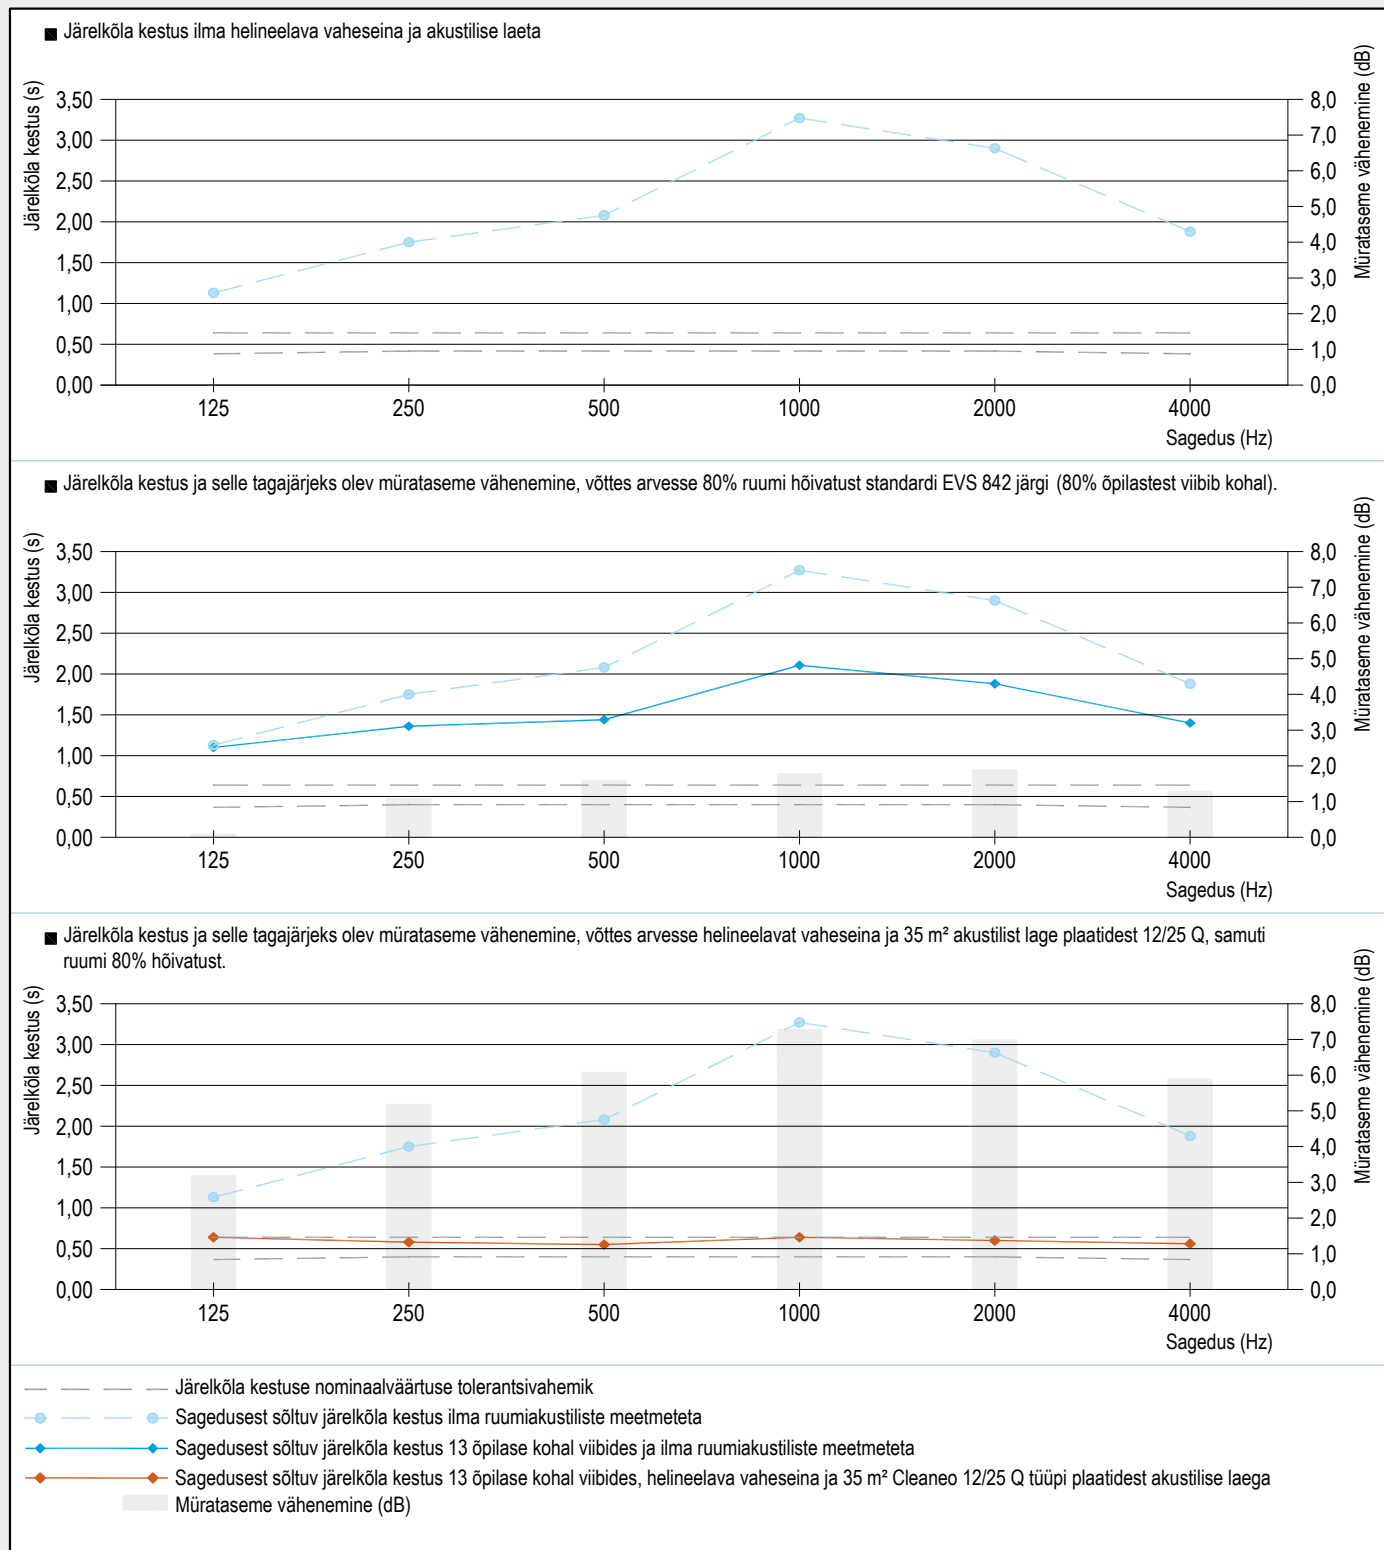 Järelkõla kestus ilma helineelava vaheseina ja akustilise laeta
Järelkõla kestus (s)
Mürataseme vähenemine (dB)
3,50
3,00
2,50
2,00
1,50
1,00
0,50
0,00
8,0
7,0
6,0
5,0
4,0
3,0
2,0
1,0
0,0
125 250 500 1000 2000 4000
Sagedus (Hz)
Järelkõla kestus ja selle tagajärjeks olev mürataseme vähenemine, võttes arvesse 80% ruumi hõivatust standardi EVS 842 järgi (80% õpilastest viibib kohal).
Järelkõla kestus (s)
Mürataseme vähenemine (dB)
3,50
3,00
2,50
2,00
1,50
1,00
0,50
0,00
8,0
7,0
6,0
5,0
4,0
3,0
2,0
1,0
0,0
125 250 500 1000 2000 4000
Sagedus (Hz)
Järelkõla kestus ja selle tagajärjeks olev mürataseme vähenemine, võttes arvesse helineelavat vaheseina ja 35 m² akustilist lage plaatidest 12/25 Q, samuti
ruumi 80% hõivatust.
Järelkõla kestus (s)
Mürataseme vähenemine (dB)
3,50
3,00
2,50
2,00
1,50
1,00
0,50
0,00
8,0
7,0
6,0
5,0
4,0
3,0
2,0
1,0
0,0
125 250 500 1000 2000 4000
Sagedus (Hz)
Järelkõla kestuse nominaalväärtuse tolerantsivahemik
Sagedusest sõltuv järelkõla kestus ilma ruumiakustiliste meetmeteta
Sagedusest sõltuv järelkõla kestus 13 õpilase kohal viibides ja ilma ruumiakustiliste meetmeteta
Sagedusest sõltuv järelkõla kestus 13 õpilase kohal viibides, helineelava vaheseina ja 35 m² Cleaneo 12/25 Q tüüpi plaatidest akustilise laega
Mürataseme vähenemine (dB)